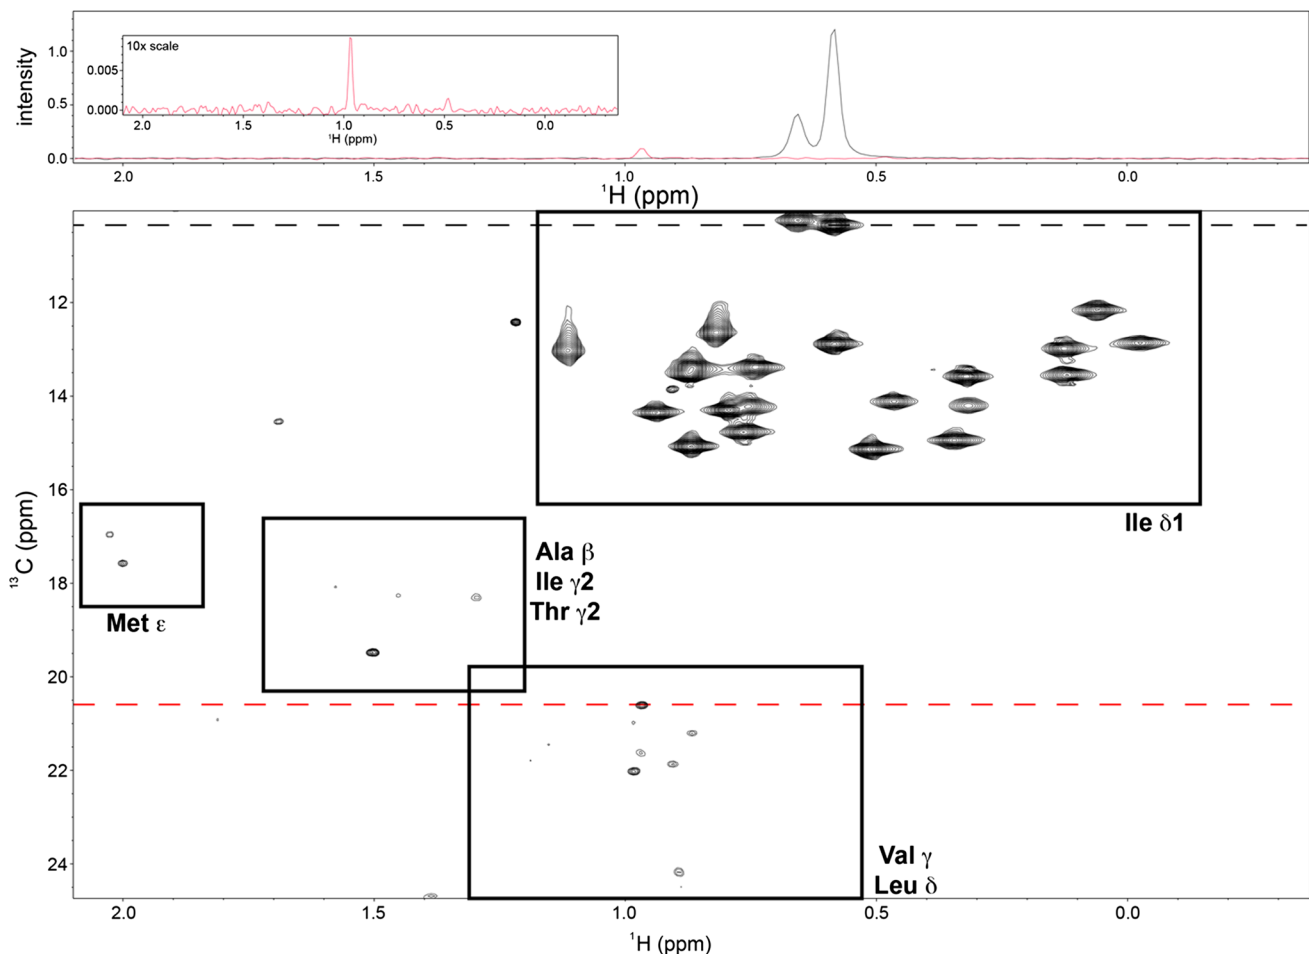 10x scale
intensity
1.0
0.5
0.0
0.005
0.000
2.0 1.5 1.0 0.5 0.0
¹H (ppm)
2.0 1.5 1.0 0.5 0.0
¹H (ppm)
¹³C (ppm)
12
14
16
18
20
22
24
Ile δ1
Met ε
Ala β
Ile γ2
Thr γ2
Val γ
Leu δ
2.0 1.5 1.0 0.5 0.0
¹H (ppm)